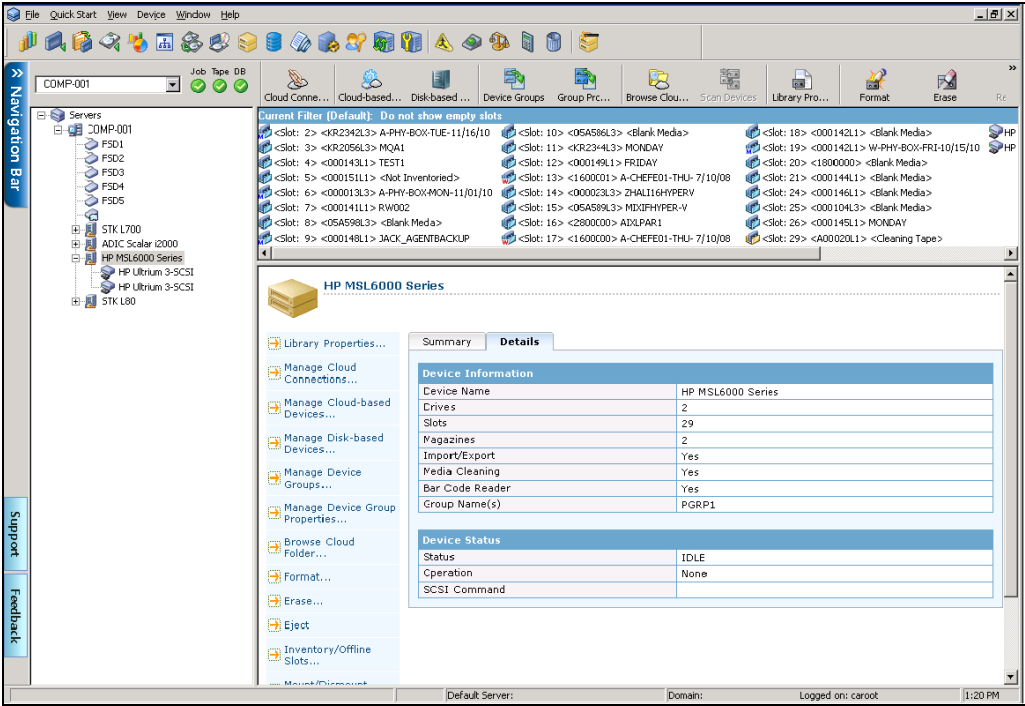 File Quick Start View Device Window Help
Job Tape DB
COMP-001
Cloud Conne... Cloud-based... Disk-based ... Device Groups Group Prc... Browse Clou... Scan Devices Library Pro... Format Erase Re
Navigation Bar
Support
Feedback
Servers
COMP-001
FSD1
FSD2
FSD3
FSD4
FSD5
STK L700
ADIC Scalar i2000
HP MSL6000 Series
HP Ultrium 3-SCSI
HP Ultrium 3-SCSI
STK L80
Current Filter (Default): Do not show empty slots
<Slot: 2> <KR2342L3> A-PHY-BOX-TUE-11/16/10
<Slot: 3> <KR2056L3> MQA1
<Slot: 4> <000143L1> TEST1
<Slot: 5> <000151L1> <Not Inventoried>
<Slot: 6> <000013L3> A-PHY-BOX-MON-11/01/10
<Slot: 7> <000141L1> RW002
<Slot: 8> <05A598L3> <Blank Meda>
<Slot: 9> <000148L1> JACK_AGENTBACKUP
<Slot: 10> <05A586L3> <Blank Media>
<Slot: 11> <KR2344L3> MONDAY
<Slot: 12> <000149L1> FRIDAY
<Slot: 13> <1600001> A-CHEFE01-THU- 7/10/08
<Slot: 14> <000023L3> ZHALI16HYPERV
<Slot: 15> <05A589L3> MIXIFHYPER-V
<Slot: 16> <2800000> AIXLPAR1
<Slot: 17> <1600000> A-CHEFE01-THU- 7/10/08
<Slot: 18> <000142L1> <Blank Media>
<Slot: 19> <000142L1> W-PHY-BOX-FRI-10/15/10
<Slot: 20> <1800000> <Blank Media>
<Slot: 21> <000144L1> <Blank Media>
<Slot: 24> <000146L1> <Blank Media>
<Slot: 25> <000104L3> <Blank Media>
<Slot: 26> <000145L1> MONDAY
<Slot: 29> <A00020L1> <Cleaning Tape>
HP
HP
HP MSL6000 Series
Library Properties...
Manage Cloud
Connections...
Manage Cloud-based
Devices...
Manage Disk-based
Devices...
Manage Device
Groups...
Manage Device Group
Properties...
Browse Cloud
Folder...
Format...
Erase...
Eject
Inventory/Offline
Slots...
Mount/Dismount
Summary Details
Device Information
Device Name HP MSL6000 Series
Drives 2
Slots 29
Magazines 2
Import/Export Yes
Media Cleaning Yes
Bar Code Reader Yes
Group Name(s) PGRP1
Device Status
Status IDLE
Operation None
SCSI Command
Default Server: Domain: Logged on: caroot 1:20 PM